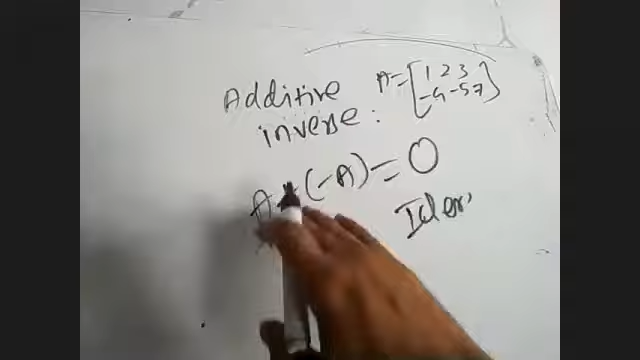 Additive
inverse:
A = [1 2 3
-4 -5 7]
A + (-A) = 0
Iden